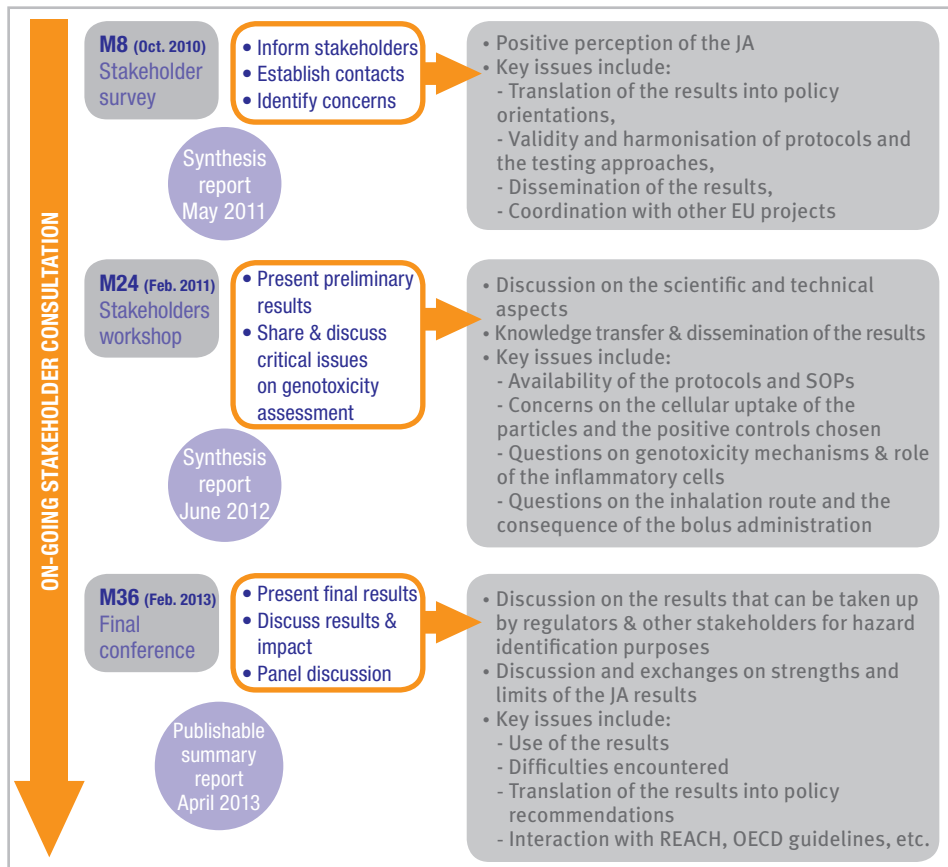 ON-GOING STAKEHOLDER CONSULTATION
M8 (Oct. 2010)
Stakeholder
survey
• Inform stakeholders
• Establish contacts
• Identify concerns
• Positive perception of the JA
• Key issues include:
- Translation of the results into policy
orientations,
- Validity and harmonisation of protocols and
the testing approaches,
- Dissemination of the results,
- Coordination with other EU projects
Synthesis
report
May 2011
M24 (Feb. 2011)
Stakeholders
workshop
• Present preliminary
results
• Share & discuss
critical issues
on genotoxicity
assessment
• Discussion on the scientific and technical
aspects
• Knowledge transfer & dissemination of the results
• Key issues include:
- Availability of the protocols and SOPs
- Concerns on the cellular uptake of the
particles and the positive controls chosen
- Questions on genotoxicity mechanisms & role
of the inflammatory cells
- Questions on the inhalation route and the
consequence of the bolus administration
Synthesis
report
June 2012
M36 (Feb. 2013)
Final
conference
• Present final results
• Discuss results &
impact
• Panel discussion
• Discussion on the results that can be taken up
by regulators & other stakeholders for hazard
identification purposes
• Discussion and exchanges on strengths and
limits of the JA results
• Key issues include:
- Use of the results
- Difficulties encountered
- Translation of the results into policy
recommendations
- Interaction with REACH, OECD guidelines, etc.
Publishable
summary
report
April 2013